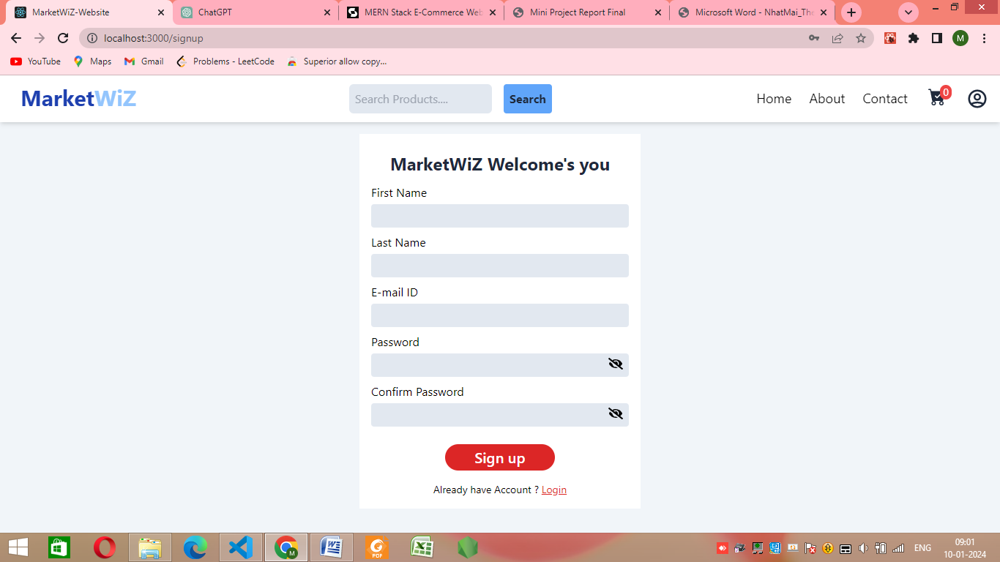 MarketWiZ-Website
ChatGPT
MERN Stack E-Commerce Web
Mini Project Report Final
Microsoft Word - NhatMai_The
localhost:3000/signup
M
YouTube
Maps
Gmail
Problems - LeetCode
Superior allow copy...
MarketWiZ
Search Products....
Search
Home
About
Contact
0
MarketWiZ Welcome's you
First Name
Last Name
E-mail ID
Password
Confirm Password
Sign up
Already have Account ? Login
M
PDF
ENG
09:01
10-01-2024